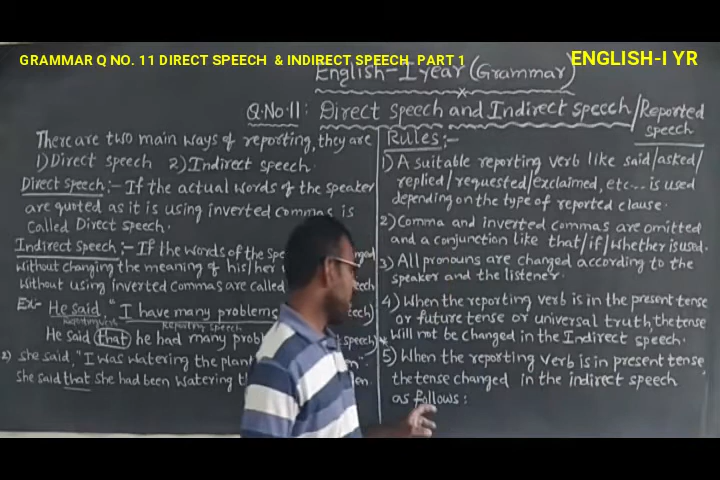 GRAMMAR Q NO. 11 DIRECT SPEECH & INDIRECT SPEECH PART 1
ENGLISH-I YR
English-I year (Grammar)
Q.No.11: Direct speech and Indirect speech/Reported speech
There are two main ways of reporting, they are
1) Direct speech 2) Indirect speech.
Direct speech:- If the actual words of the speaker
are quoted as it is using inverted commas is
called Direct speech.
Indirect speech:- If the words of the
without changing the meaning of his/her
without using inverted commas are called
Ex:- He said, "I have many problems
Reporting speech
He said that he had many
2) She said, "I was watering the
She said that she had been watering
Rules:-
1) A suitable reporting verb like said/asked/
replied/requested/exclaimed, etc... is used
depending on the type of reported clause.
2) Comma and inverted commas are omitted
and a conjunction like that/if/whether is used.
3) All pronouns are changed according to the
speaker and the listener.
4) When the reporting verb is in the present tense
or future tense or universal truth, the tense
will not be changed in the Indirect speech.
5) When the reporting verb is in present tense
the tense changed in the indirect speech
as follows: